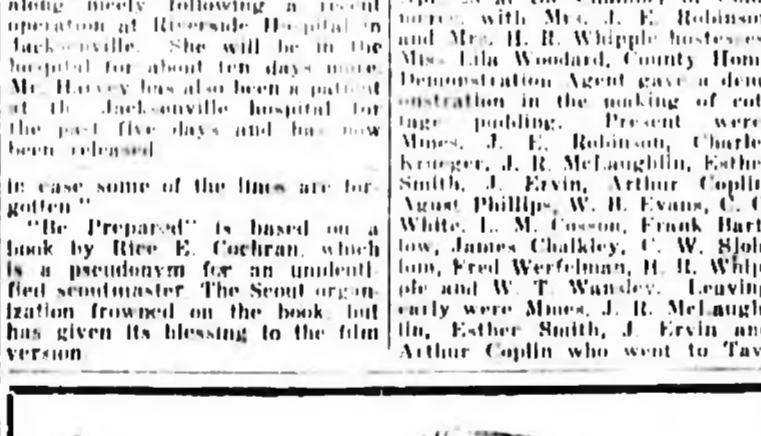 along nicely following a recent
operation at Riverside Hospital in
Jacksonville. She will be in the
hospital for about ten days more.
Mr. Harvey has also been a patient
at the Jacksonville hospital for
the past five days and has now
been released
in case some of the lines are for-
gotten"
"Be Prepared" is based on a
book by Rice E. Cochran, which
is a pseudonym for an unidenti
fied scoutmaster. The Scout organ
ization frowned on the book but
has given its blessing to the film
version
merce, with Mrs. J. E. Robinson
and Mrs. H. R. Whipple hostesses
Miss Lila Woodard, County Hom
Demonstration Agent gave a dem
onstration in the making of cot
tage pudding. Present were
Mmes. J. E. Robinson, Charle
Krueger, J. R. McLaughlin, Esthe
Smith, J. Ervin, Arthur Coplin
Agust Phillips, W. H. Evans, C. C
White, L. M. Cosson, Frank Bart
low, James Chalkley, C. W. Sjoh
lom, Fred Werfelman, H. R. Whip
ple and W. T. Wansley. Leaving
early were Mmes. J. R. McLaugh
lin, Esther Smith, J. Ervin and
Arthur Coplin who went to Tav